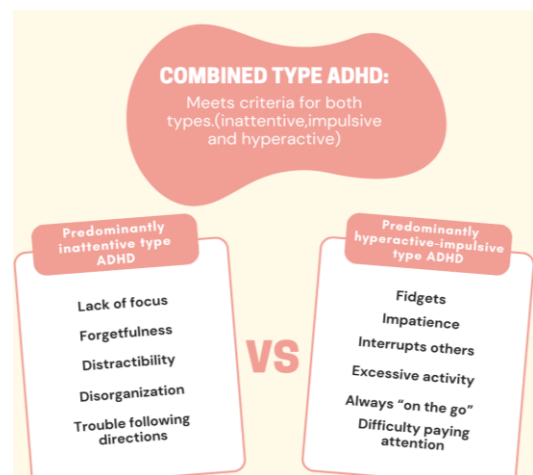 COMBINED TYPE ADHD:
Meets criteria for both
types.(inattentive,impulsive
and hyperactive)
Predominantly
inattentive type
ADHD
Lack of focus
Forgetfulness
Distractibility
Disorganization
Trouble following
directions
VS
Predominantly
hyperactive-impulsive
type ADHD
Fidgets
Impatience
Interrupts others
Excessive activity
Always “on the go”
Difficulty paying
attention